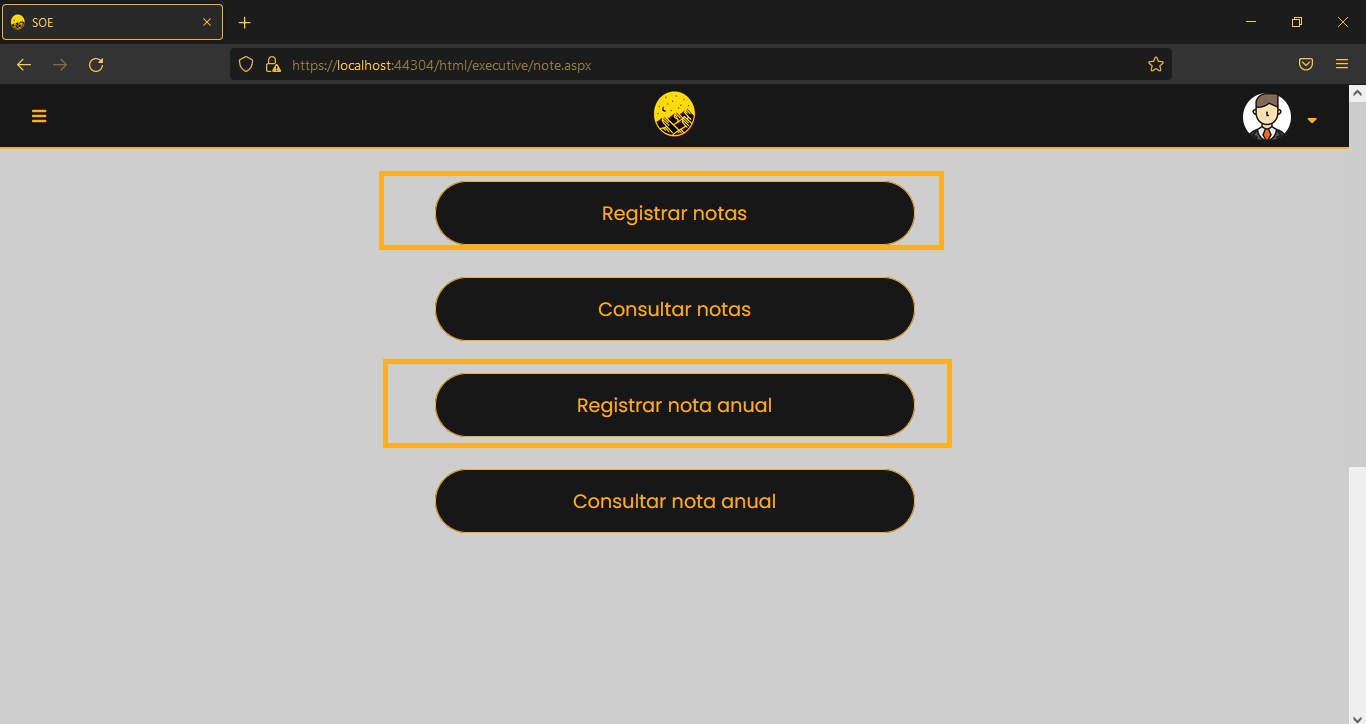 SOE
https://localhost:44304/html/executive/note.aspx
Registrar notas
Consultar notas
Registrar nota anual
Consultar nota anual